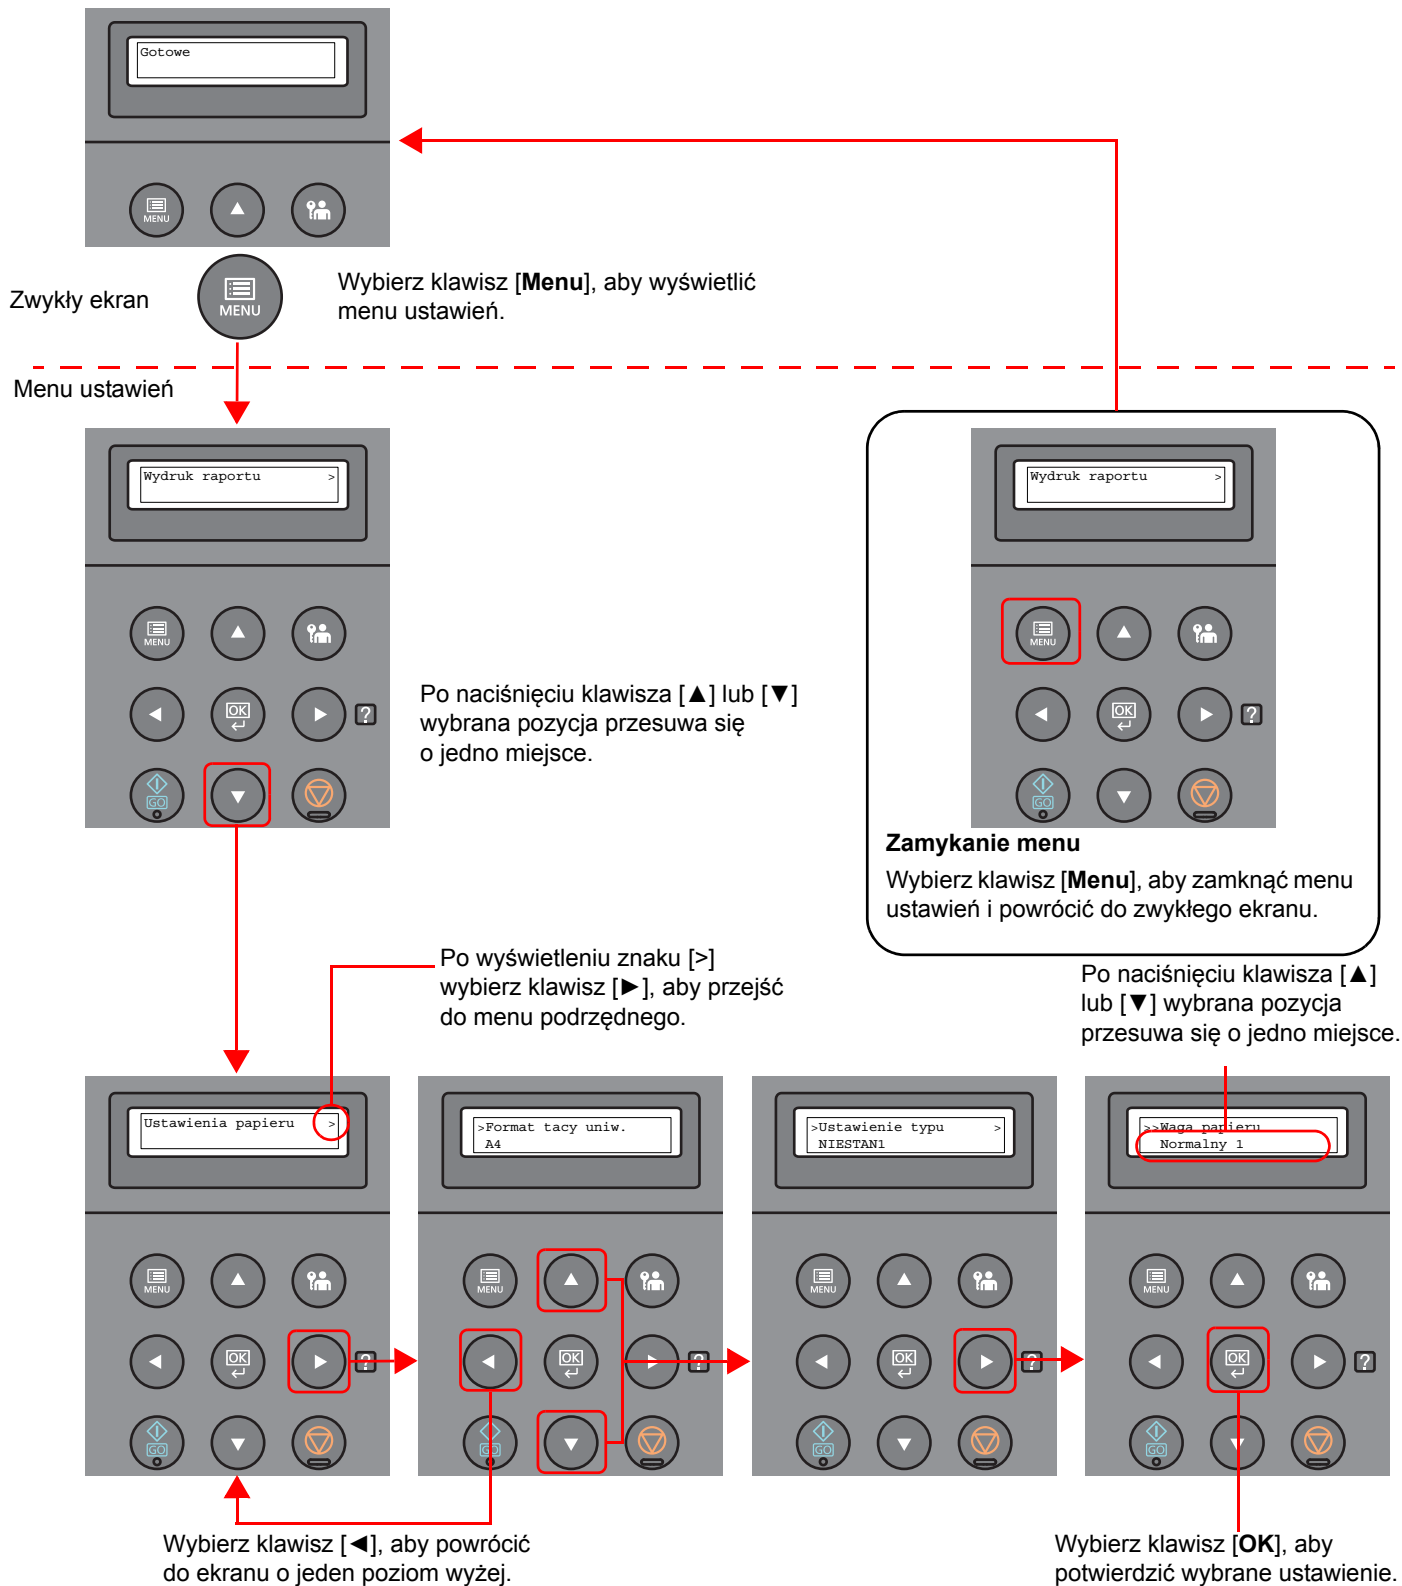 Gotowe
MENU
Zwykły ekran
MENU
Wybierz klawisz [Menu], aby wyświetlić
menu ustawień.
Menu ustawień
Wydruk raportu >
MENU
OK
?
GO
Po naciśnięciu klawisza [▲] lub [▼]
wybrana pozycja przesuwa się
o jedno miejsce.
Wydruk raportu >
MENU
OK
?
GO
Zamykanie menu
Wybierz klawisz [Menu], aby zamknąć menu
ustawień i powrócić do zwykłego ekranu.
Po wyświetleniu znaku [>]
wybierz klawisz [►], aby przejść
do menu podrzędnego.
Po naciśnięciu klawisza [▲]
lub [▼] wybrana pozycja
przesuwa się o jedno miejsce.
Ustawienia papieru >
MENU
OK
?
GO
>Format tacy uniw.
A4
MENU
OK
?
GO
>Ustawienie typu >
NIESTAN1
MENU
OK
?
GO
>>Waga papieru
Normalny 1
MENU
OK
?
GO
Wybierz klawisz [◄], aby powrócić
do ekranu o jeden poziom wyżej.
Wybierz klawisz [OK], aby
potwierdzić wybrane ustawienie.